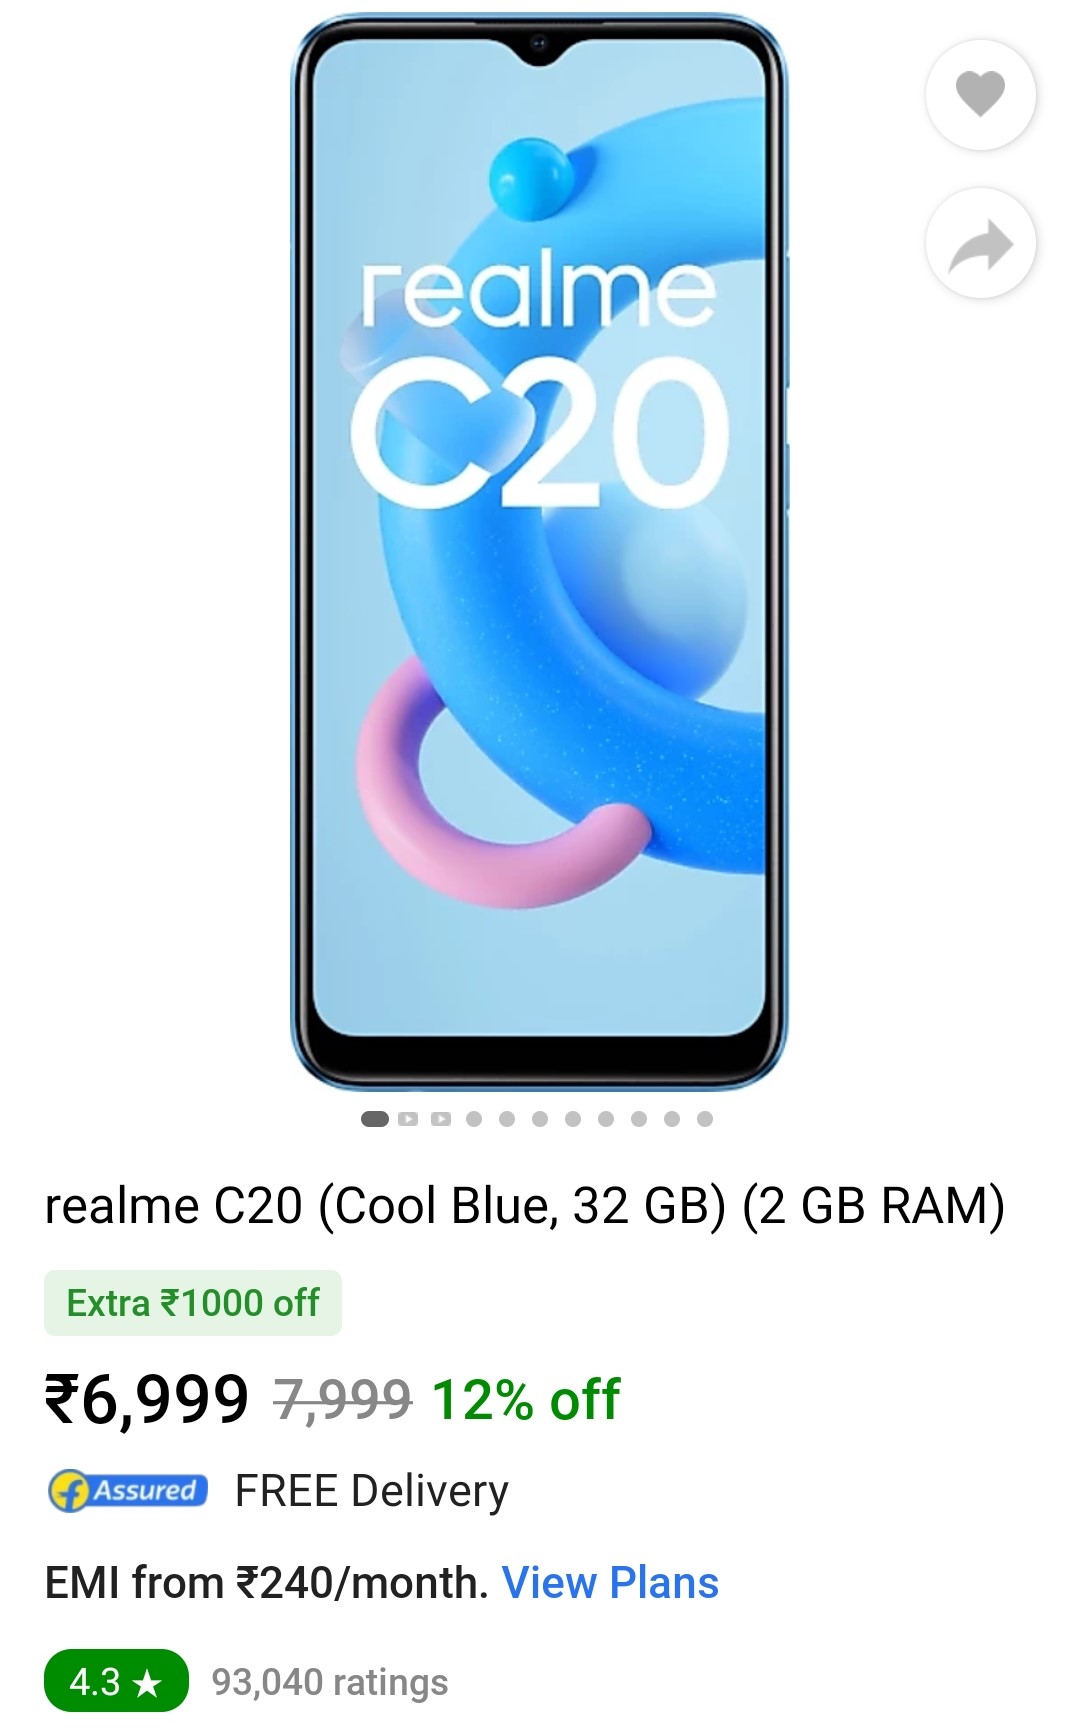 realme
C20
realme C20 (Cool Blue, 32 GB) (2 GB RAM)
Extra ₹1000 off
₹6,999 7,999 12% off
Assured FREE Delivery
EMI from ₹240/month. View Plans
4.3 ★ 93,040 ratings